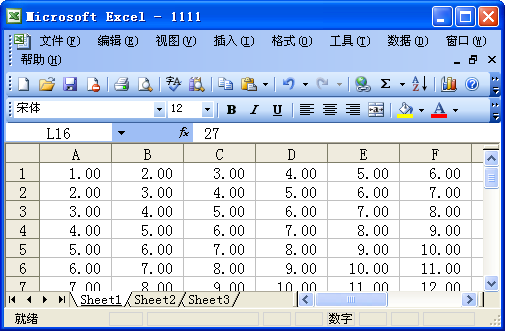 Microsoft Excel - 1111
文件(F) 编辑(E) 视图(V) 插入(I) 格式(O) 工具(T) 数据(D) 窗口(W)
帮助(H)
宋体 12 B I U
L16 fx 27
A B C D E F
1 1.00 2.00 3.00 4.00 5.00 6.00
2 2.00 3.00 4.00 5.00 6.00 7.00
3 3.00 4.00 5.00 6.00 7.00 8.00
4 4.00 5.00 6.00 7.00 8.00 9.00
5 5.00 6.00 7.00 8.00 9.00 10.00
6 6.00 7.00 8.00 9.00 10.00 11.00
7 7.00 8.00 9.00 10.00 11.00 12.00
Sheet1 Sheet2 Sheet3
就绪 数字